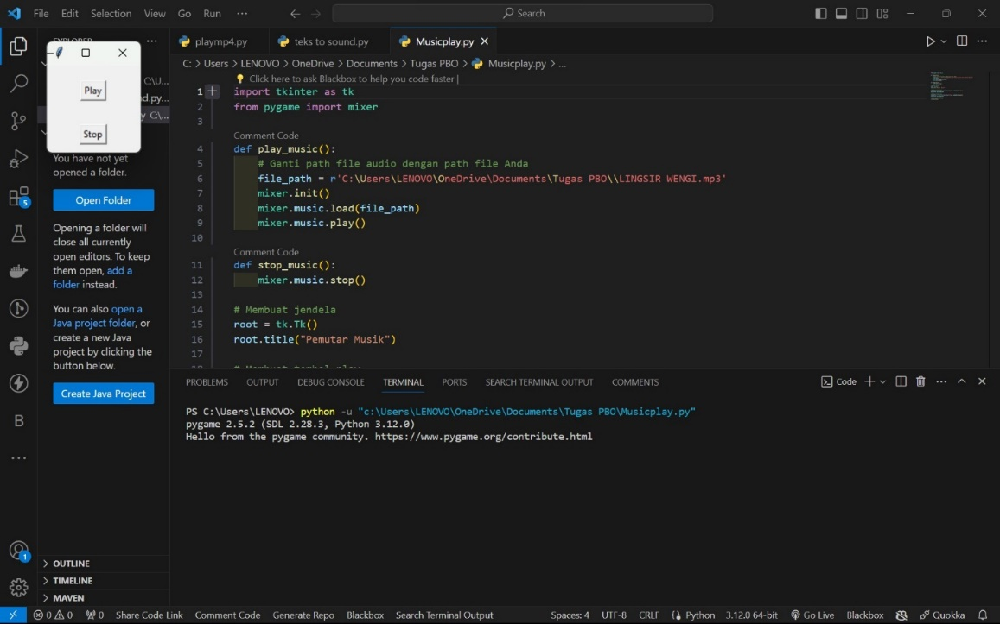 File Edit Selection View Go Run ··· Search
playmp4.py teks to sound.py Musicplay.py
C: > Users > LENOVO > OneDrive > Documents > Tugas PBO > Musicplay.py > ...
Play
Stop
C:\U...
d.py...
C:\...
You have not yet
opened a folder.
Open Folder
Opening a folder will
close all currently
open editors. To keep
them open, add a
folder instead.
You can also open a
Java project folder, or
create a new Java
project by clicking the
button below.
Create Java Project
OUTLINE
TIMELINE
MAVEN
5
B
1
Click here to ask Blackbox to help you code faster |
1 import tkinter as tk
2 from pygame import mixer
3
Comment Code
4 def play_music():
5 # Ganti path file audio dengan path file Anda
6 file_path = r'C:\Users\LENOVO\OneDrive\Documents\Tugas PBO\\LINGSIR WENGI.mp3'
7 mixer.init()
8 mixer.music.load(file_path)
9 mixer.music.play()
10
Comment Code
11 def stop_music():
12 mixer.music.stop()
13
14 # Membuat jendela
15 root = tk.Tk()
16 root.title("Pemutar Musik")
17
PROBLEMS OUTPUT DEBUG CONSOLE TERMINAL PORTS SEARCH TERMINAL OUTPUT COMMENTS Code
PS C:\Users\LENOVO> python -u "c:\Users\LENOVO\OneDrive\Documents\Tugas PBO\Musicplay.py"
pygame 2.5.2 (SDL 2.28.3, Python 3.12.0)
Hello from the pygame community. https://www.pygame.org/contribute.html
0 0 0 Share Code Link Comment Code Generate Repo Blackbox Search Terminal Output Spaces: 4 UTF-8 CRLF Python 3.12.0 64-bit Go Live Blackbox Quokka